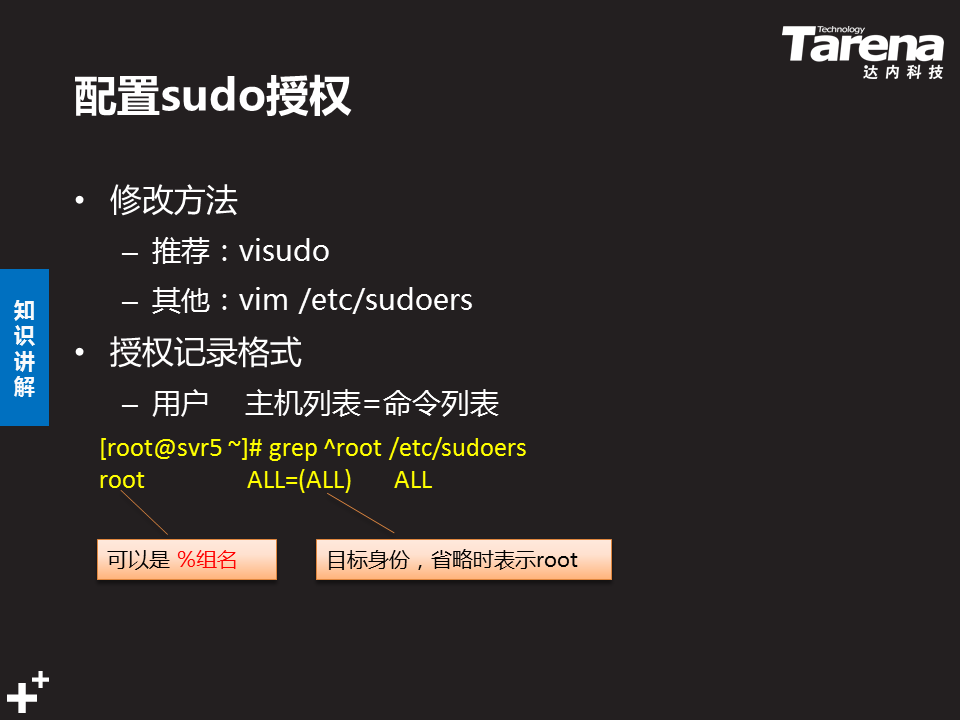 Technology
Tarena
达内科技
配置sudo授权
• 修改方法
– 推荐：visudo
– 其他：vim /etc/sudoers
• 授权记录格式
– 用户 主机列表=命令列表
[root@svr5 ~]# grep ^root /etc/sudoers
root ALL=(ALL) ALL
可以是 %组名
目标身份，省略时表示root
知识讲解